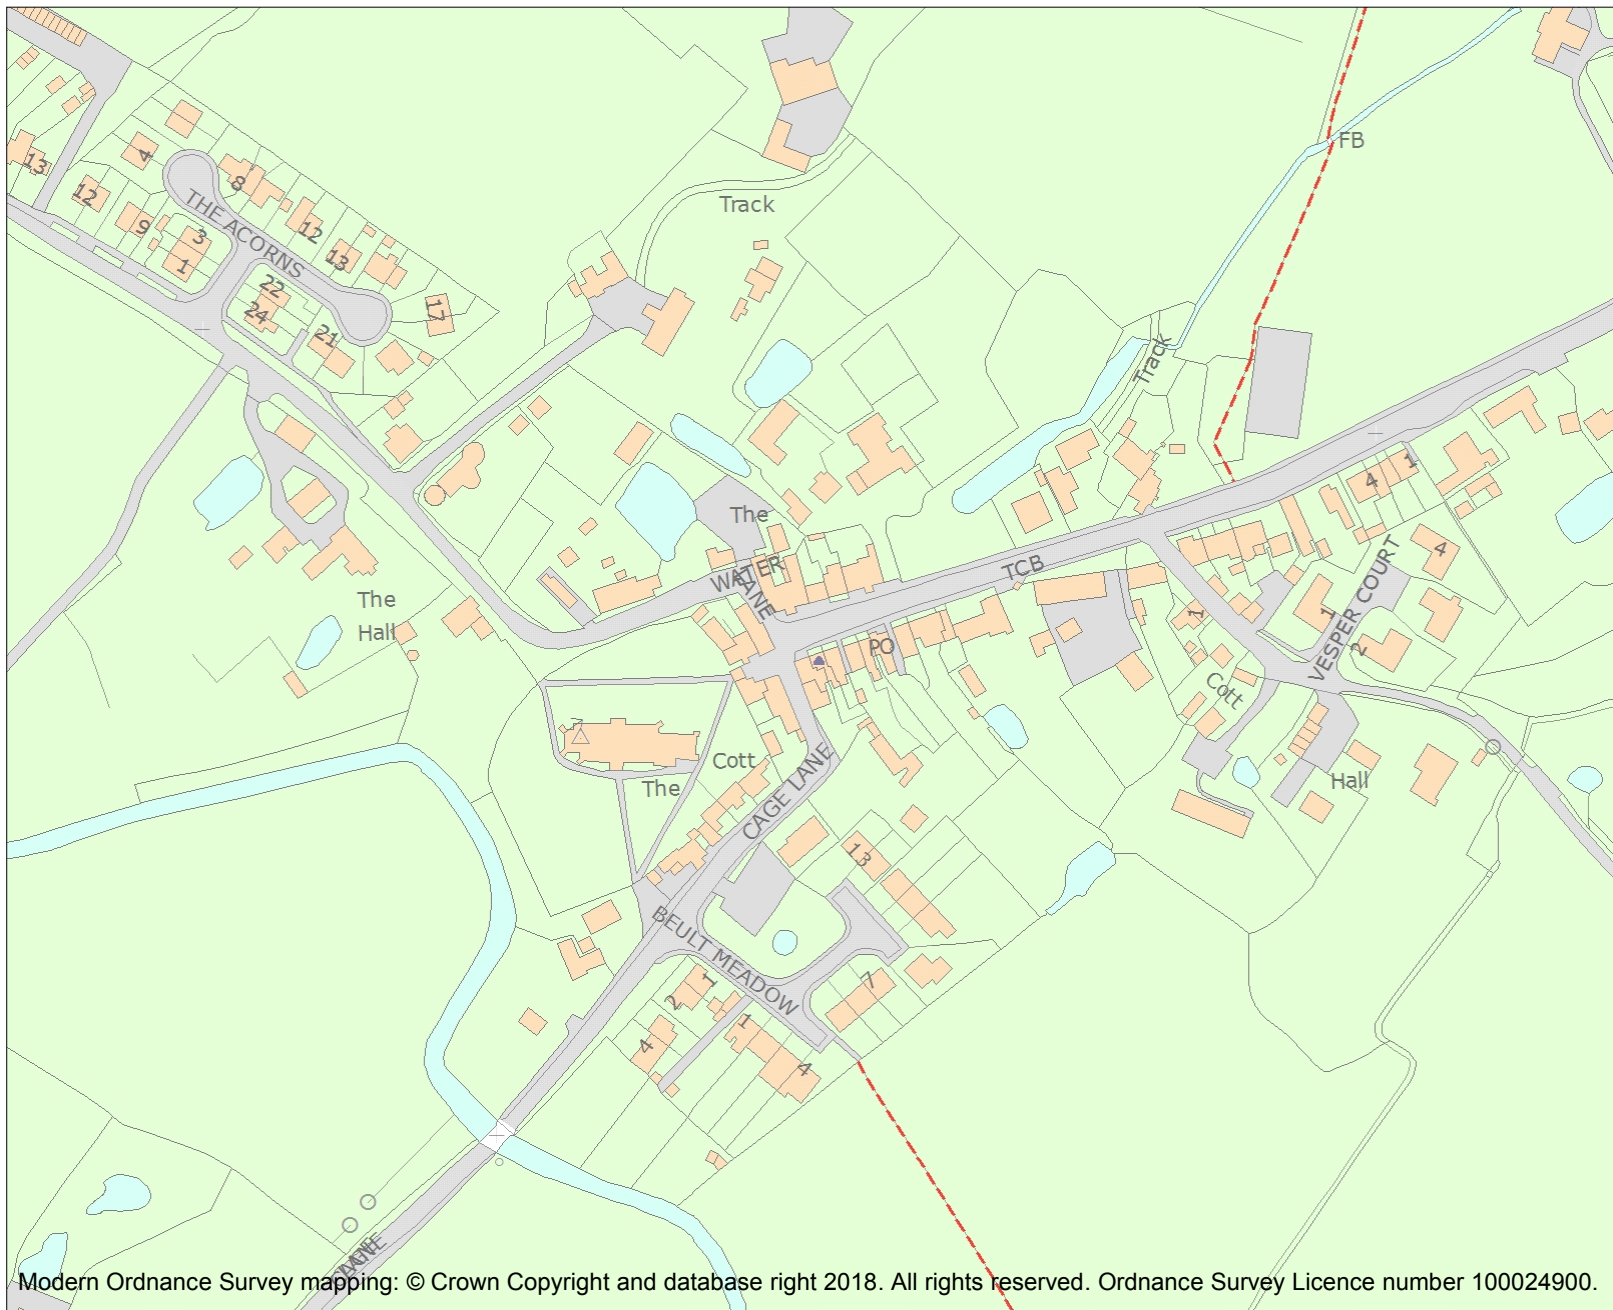 FB
13
4
12
8
Track
9
THE ACORNS
3
12
1
13
22
24
17
21
Track
1
4
The
WATER
LANE
TCB
4
The
Hall
1
1
VESPER COURT
PO
2
Cott
Cott
The
Hall
CAGE LANE
13
BEULT MEADOW
1
7
2
1
4
4
LANE
Modern Ordnance Survey mapping: © Crown Copyright and database right 2018. All rights reserved. Ordnance Survey Licence number 100024900.